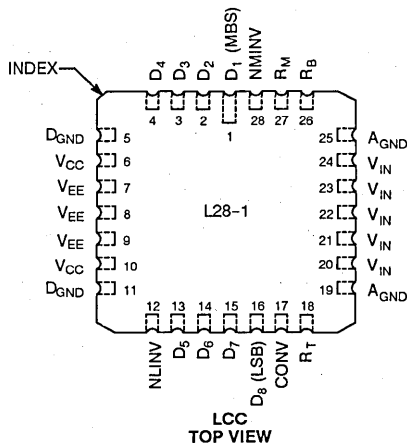 INDEX
D4
D3
D2
D1 (MBS)
NMINV
RM
RB
4
3
2
1
28
27
26
DGND 5
VCC 6
VEE 7
VEE 8
VEE 9
VCC 10
DGND 11
L28-1
25 AGND
24 VIN
23 VIN
22 VIN
21 VIN
20 VIN
19 AGND
12
13
14
15
16
17
18
NLINV
D5
D6
D7
D8 (LSB)
CONV
RT
LCC
TOP VIEW